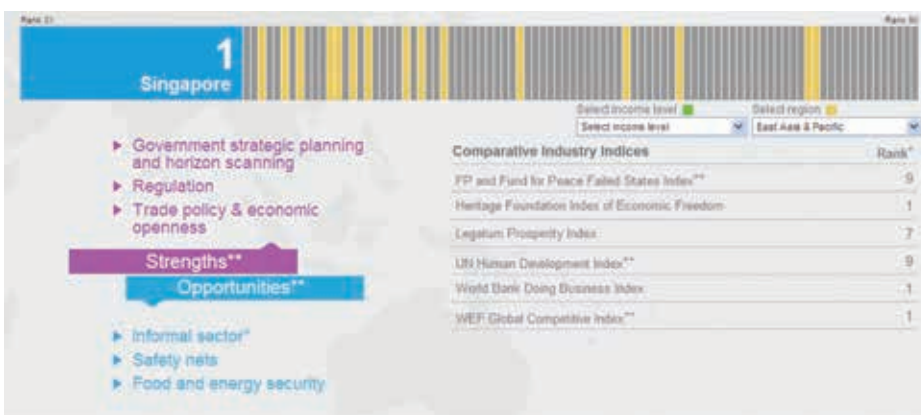 1
Singapore
Select income level
Select region
Select income level
East Asia & Pacific
Government strategic planning
and horizon scanning
Regulation
Trade policy & economic
openness
Strengths**
Opportunities**
Informal sector*
Safety nets
Food and energy security
Comparative Industry Indices Rank*
FP and Fund for Peace Failed States Index** 9
Heritage Foundation Index of Economic Freedom 1
Legatum Prosperity Index 7
UN Human Development Index** 9
World Bank Doing Business Index 1
WEF Global Competitive Index** 1